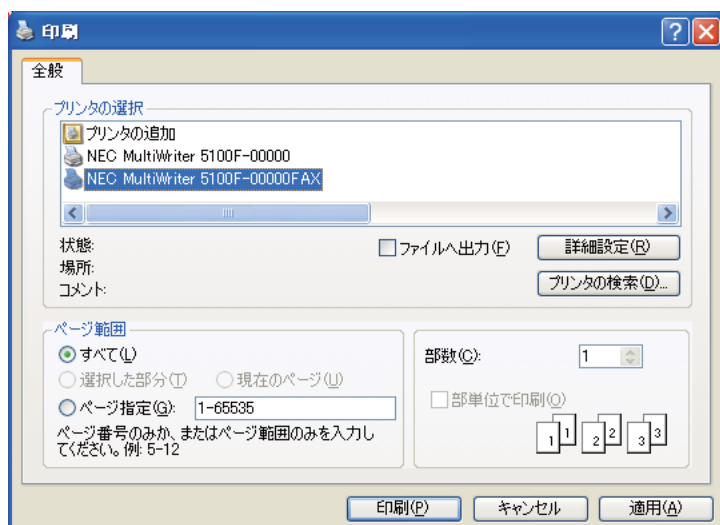 印刷
全般
プリンタの選択
プリンタの追加
NEC MultiWriter 5100F-00000
NEC MultiWriter 5100F-00000FAX
状態:
ファイルへ出力(F)
詳細設定(R)
場所:
プリンタの検索(D)...
コメント:
ページ範囲
すべて(L)
選択した部分(T)
現在のページ(U)
ページ指定(G):
1-65535
ページ番号のみか、またはページ範囲のみを入力し
てください。例: 5-12
部数(C):
1
部単位で印刷(O)
1 1 2 2 3 3
印刷(P)
キャンセル
適用(A)